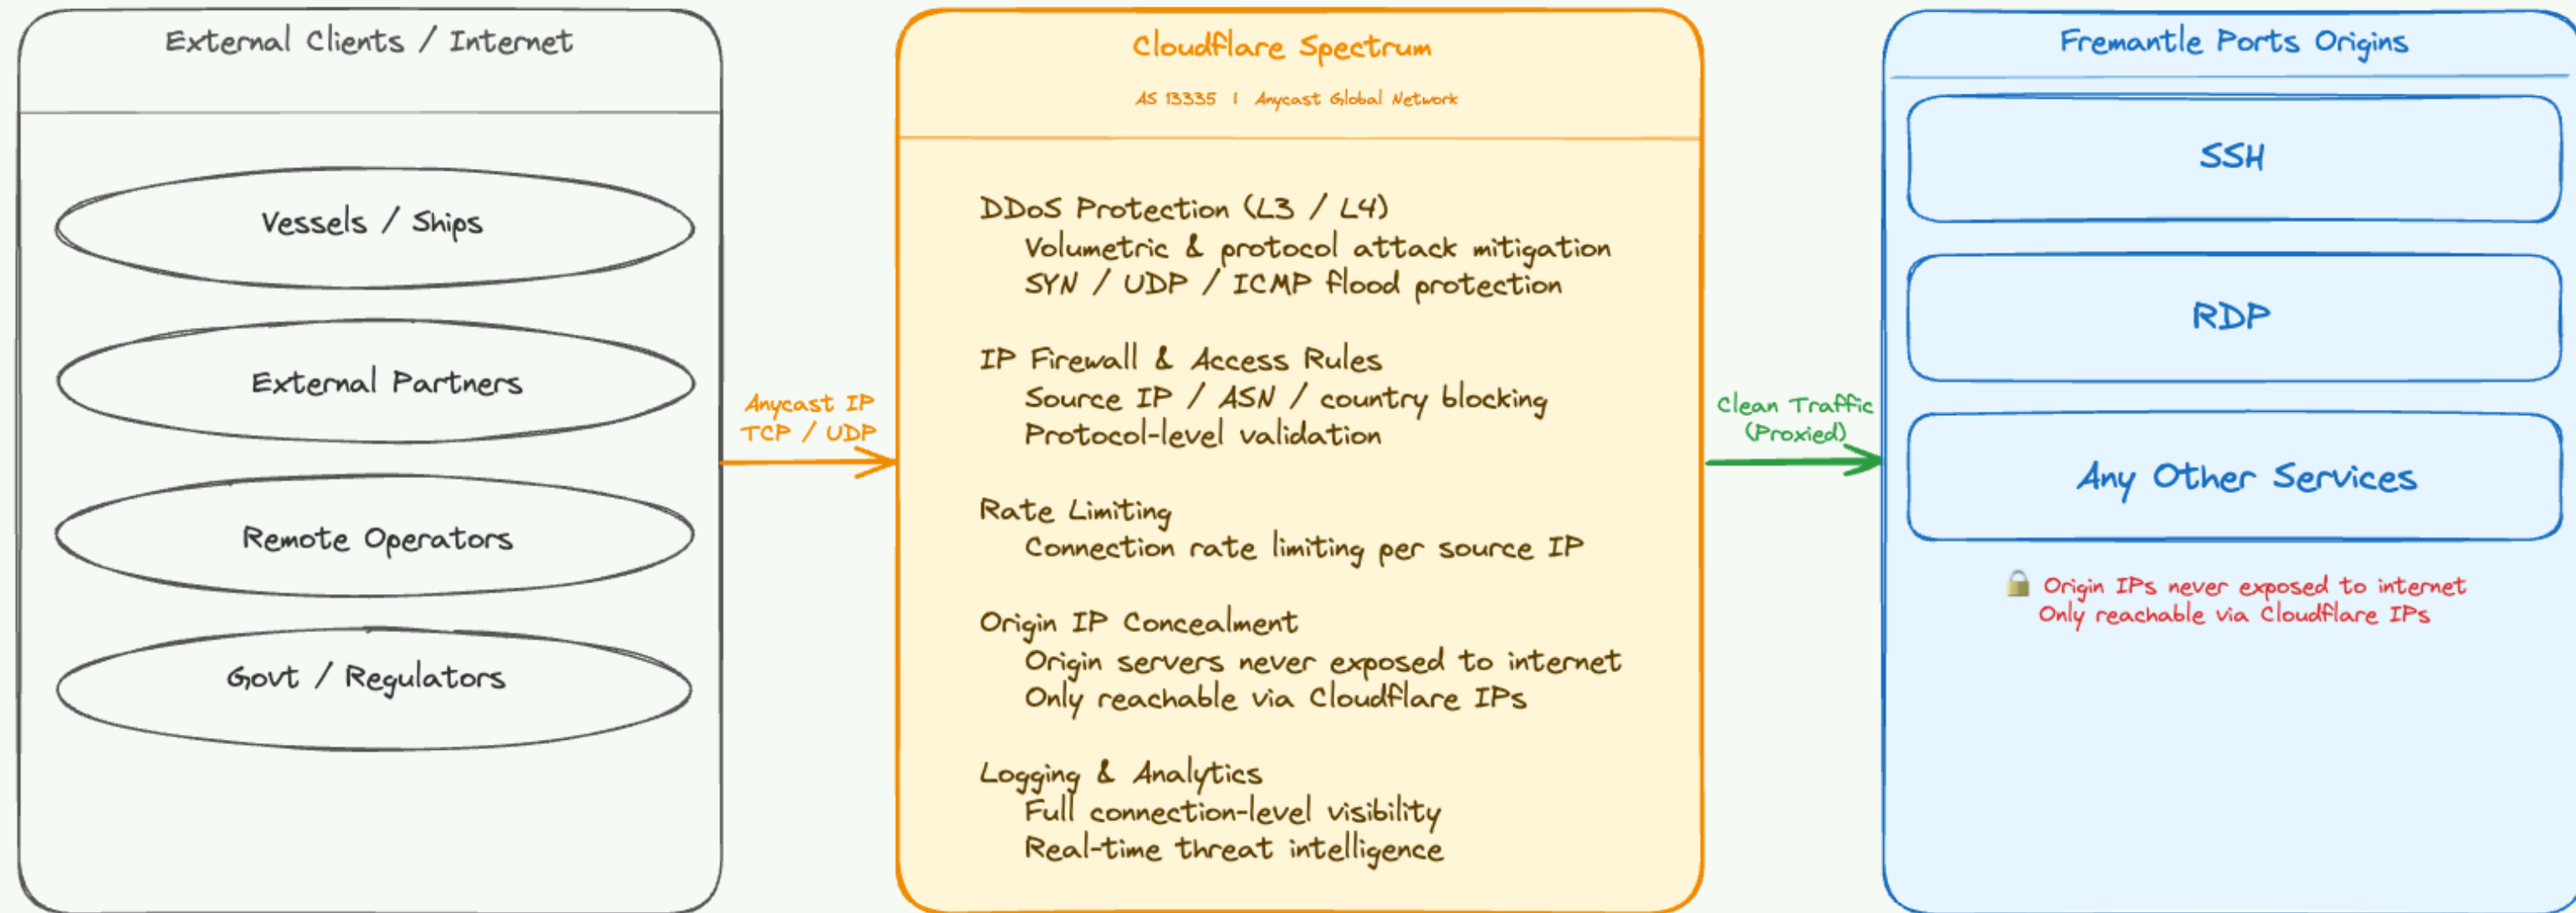 External Clients / Internet
Vessels / Ships
External Partners
Remote Operators
Govt / Regulators
Anycast IP
TCP / UDP
Cloudflare Spectrum
AS 13335 | Anycast Global Network
DDoS Protection (L3 / L4)
Volumetric & protocol attack mitigation
SYN / UDP / ICMP flood protection
IP Firewall & Access Rules
Source IP / ASN / country blocking
Protocol-level validation
Rate Limiting
Connection rate limiting per source IP
Origin IP Concealment
Origin servers never exposed to internet
Only reachable via Cloudflare IPs
Logging & Analytics
Full connection-level visibility
Real-time threat intelligence
Clean Traffic
(Proxied)
Fremantle Ports Origins
SSH
RDP
Any Other Services
🔒 Origin IPs never exposed to internet
Only reachable via Cloudflare IPs